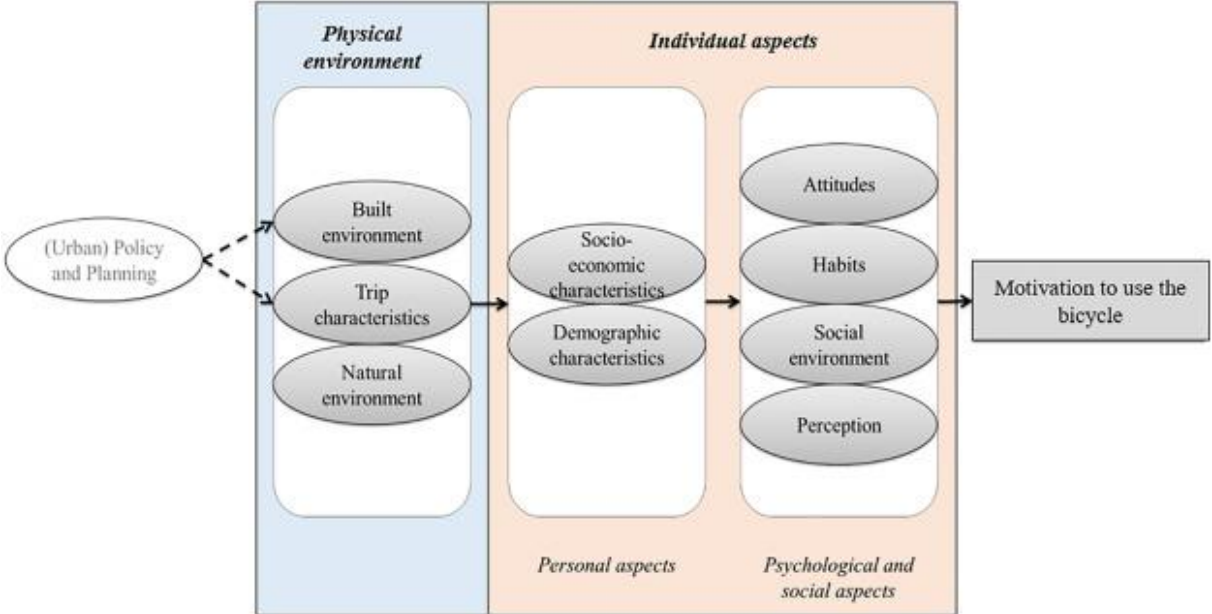 Physical
environment
Individual aspects
(Urban) Policy
and Planning
Built
environment
Trip
characteristics
Natural
environment
Socio-
economic
characteristics
Demographic
characteristics
Attitudes
Habits
Social
environment
Perception
Motivation to use the
bicycle
Personal aspects
Psychological and
social aspects